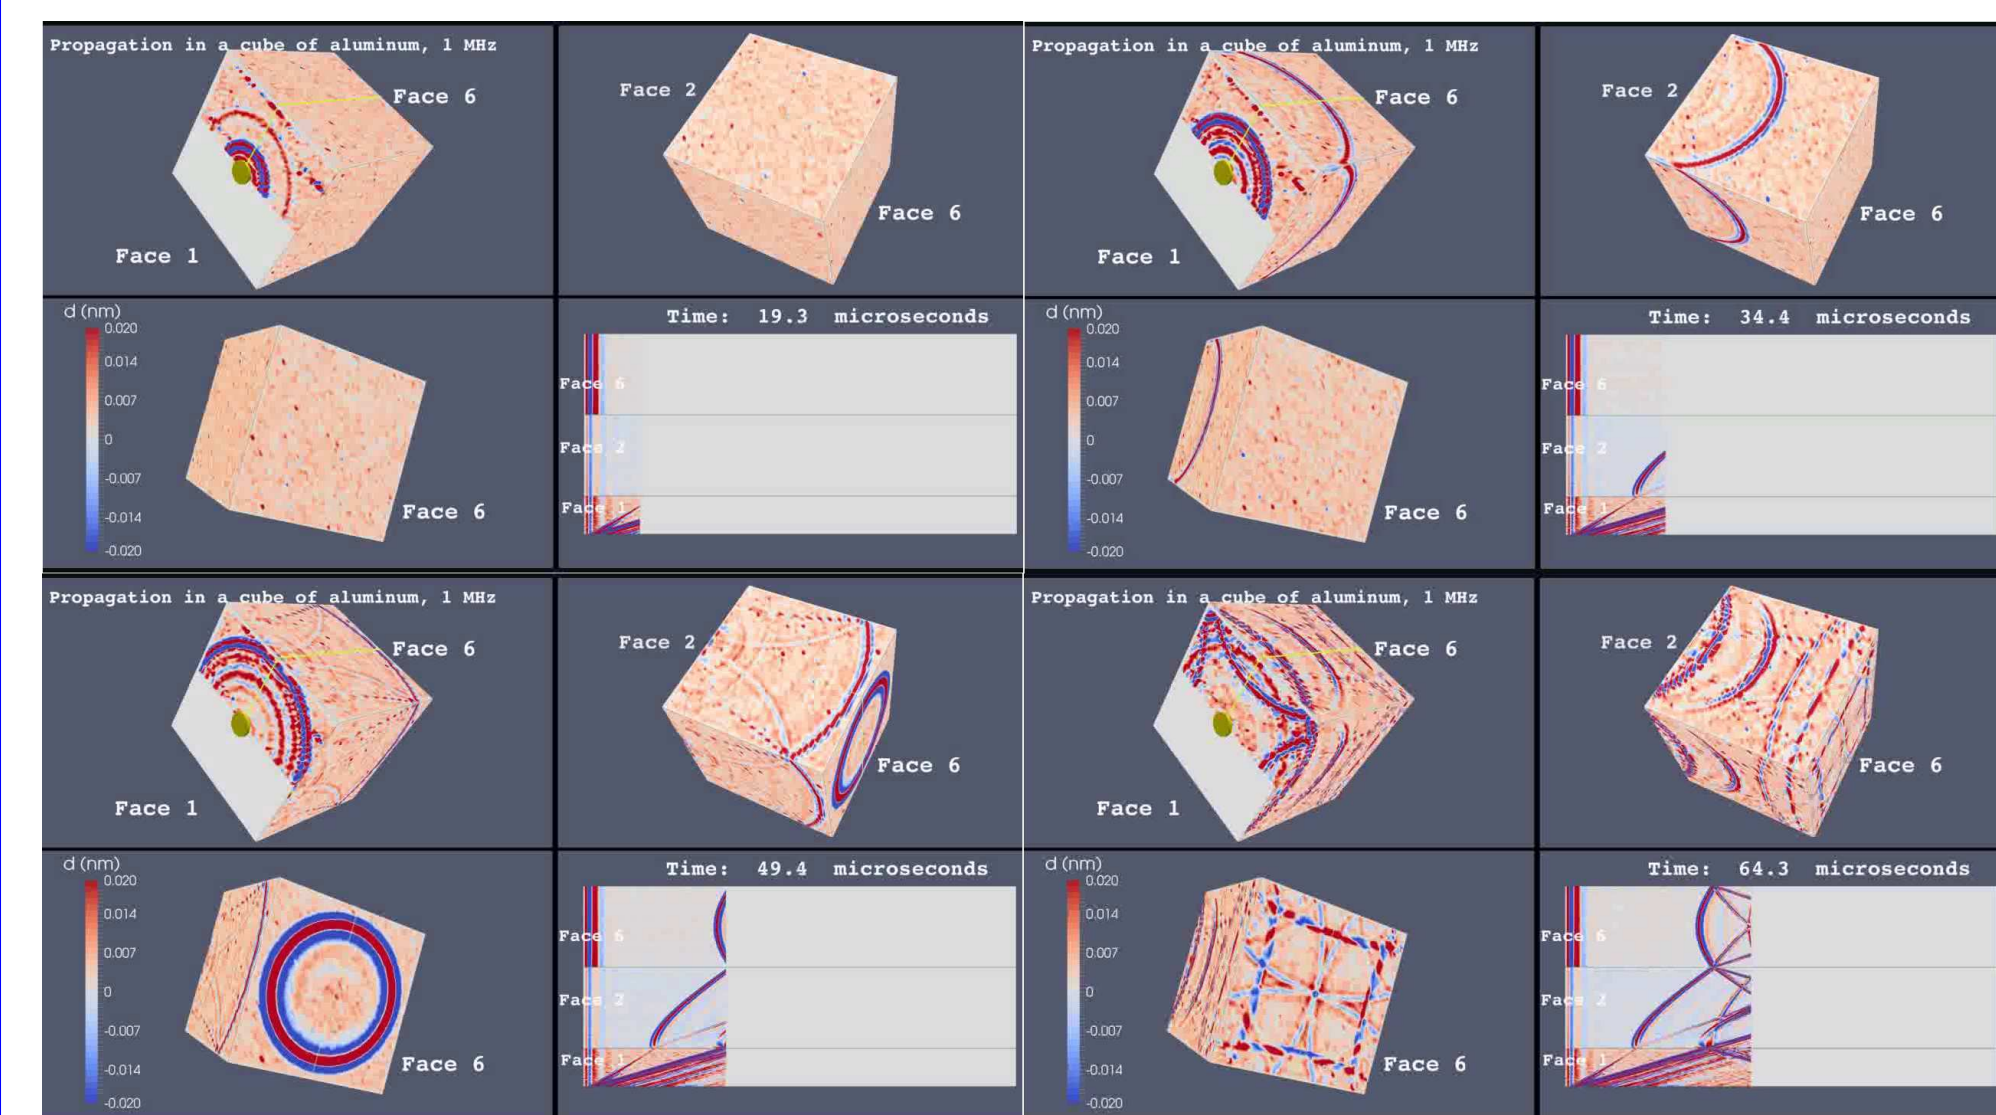 Propagation in a cube of aluminum, 1 MHz
Face 6
Face 1
Face 2
Face 6
d (nm)
0.020
0.014
0.007
0
-0.007
-0.014
-0.020
Face 6
Time: 19.3 microseconds
Face 6
Face 2
Face 1
Propagation in a cube of aluminum, 1 MHz
Face 6
Face 1
Face 2
Face 6
d (nm)
0.020
0.014
0.007
0
-0.007
-0.014
-0.020
Face 6
Time: 34.4 microseconds
Face 6
Face 2
Face 1
Propagation in a cube of aluminum, 1 MHz
Face 6
Face 1
Face 2
Face 6
d (nm)
0.020
0.014
0.007
0
-0.007
-0.014
-0.020
Face 6
Time: 49.4 microseconds
Face 6
Face 2
Face 1
Propagation in a cube of aluminum, 1 MHz
Face 6
Face 1
Face 2
Face 6
d (nm)
0.020
0.014
0.007
0
-0.007
-0.014
-0.020
Face 6
Time: 64.3 microseconds
Face 6
Face 2
Face 1